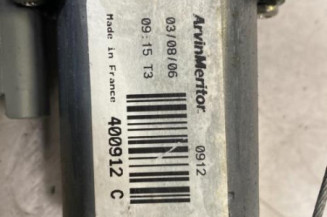 ArvinMeritor. 0912
03/08/06
09:15 T3
Made in France 400912 C